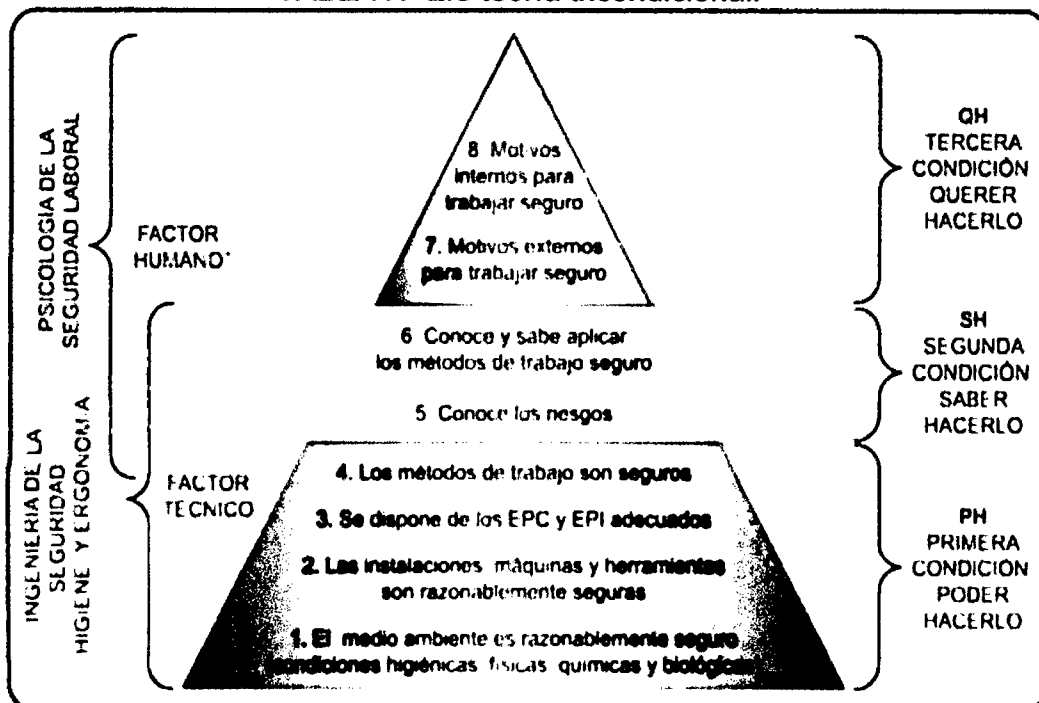 PSICOLOGIA DE LA
SEGURIDAD LABORAL
INGENIERIA DE LA
SEGURIDAD
HIGIENE Y ERGONOMIA
FACTOR
HUMANO
FACTOR
TECNICO
8 Motivos
internos para
trabajar seguro
7. Motivos externos
para trabajar seguro
6 Conoce y sabe aplicar
los métodos de trabajo seguro
5 Conoce los riesgos
4. Los métodos de trabajo son seguros
3. Se dispone de los EPC y EPI adecuados
2. Las instalaciones máquinas y herramientas
son razonablemente seguras
1. El medio ambiente es razonablemente seguro
condiciones higiénicas físicas químicas y biológicas
QH
TERCERA
CONDICIÓN
QUERER
HACERLO
SH
SEGUNDA
CONDICIÓN
SABER
HACERLO
PH
PRIMERA
CONDICIÓN
PODER
HACERLO